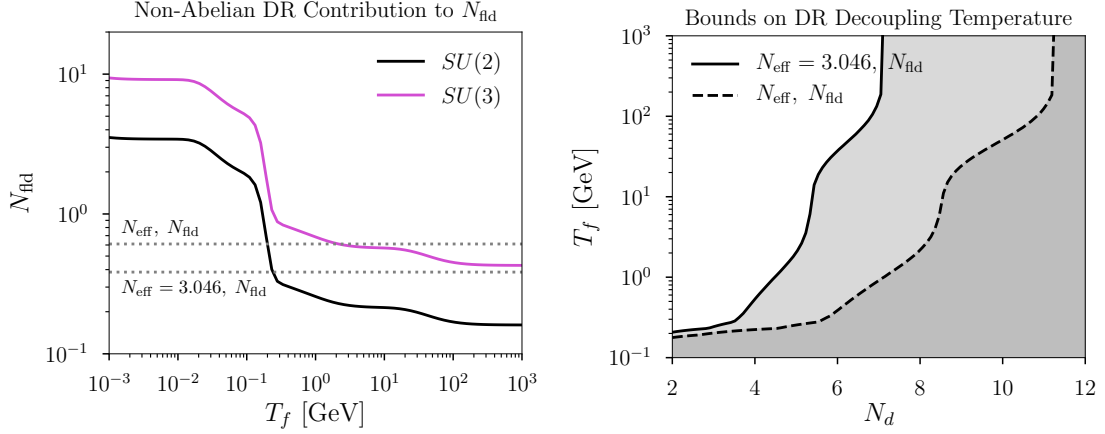 Non-Abelian DR Contribution to N_fld
SU(2)
SU(3)
N_eff, N_fld
N_eff = 3.046, N_fld
10^1
10^0
10^−1
N_fld
10^−3 10^−2 10^−1 10^0 10^1 10^2 10^3
T_f [GeV]
Bounds on DR Decoupling Temperature
N_eff = 3.046, N_fld
N_eff, N_fld
10^3
10^2
10^1
10^0
10^−1
T_f [GeV]
2 4 6 8 10 12
N_d